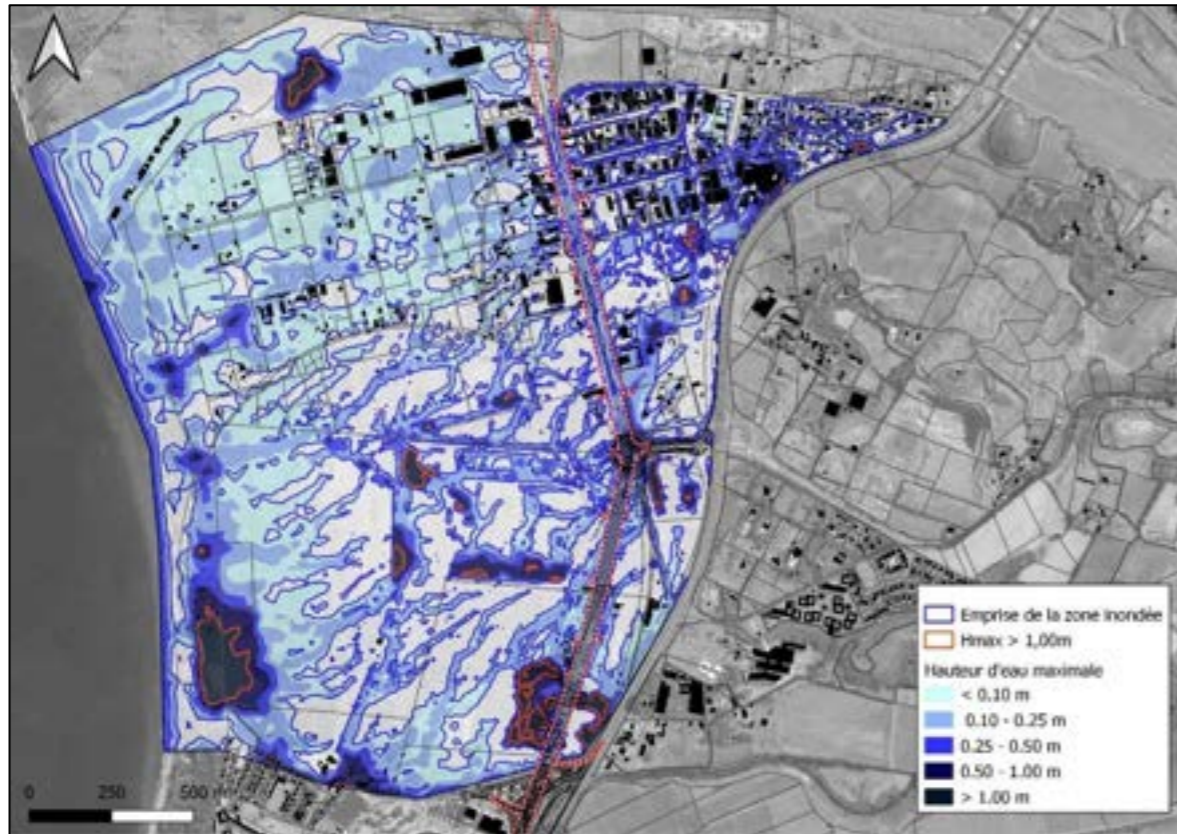 Emprise de la zone inondée
Hmax > 1,00m
Hauteur d'eau maximale
< 0.10 m
0.10 - 0.25 m
0.25 - 0.50 m
0.50 - 1.00 m
> 1.00 m
0 250 500 m